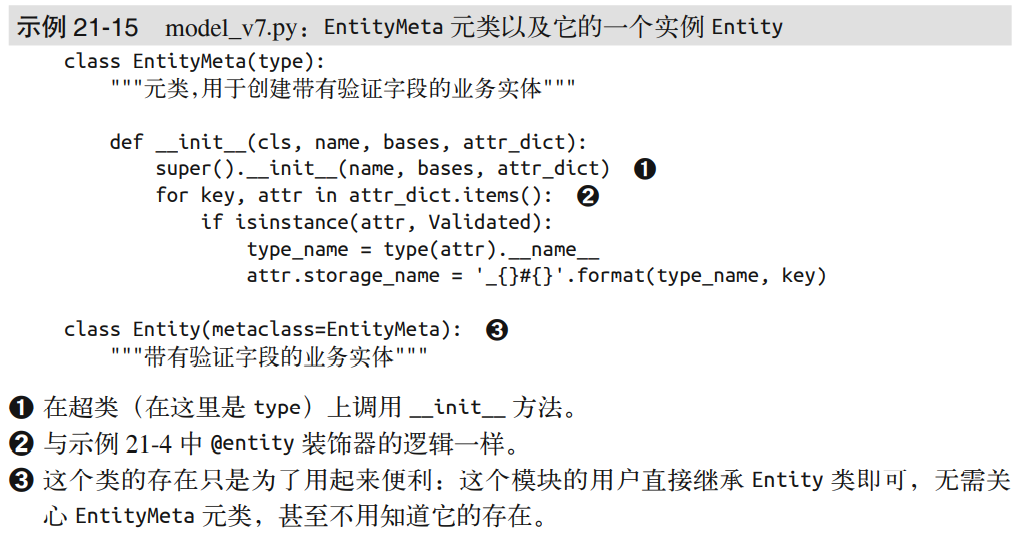 示例 21-15 model_v7.py：EntityMeta 元类以及它的一个实例 Entity
class EntityMeta(type):
    """元类,用于创建带有验证字段的业务实体"""

    def __init__(cls, name, bases, attr_dict):
        super().__init__(name, bases, attr_dict) ❶
        for key, attr in attr_dict.items(): ❷
            if isinstance(attr, Validated):
                type_name = type(attr).__name__
                attr.storage_name = '_{}#{}'.format(type_name, key)

class Entity(metaclass=EntityMeta): ❸
    """带有验证字段的业务实体"""
❶ 在超类（在这里是 type）上调用 __init__ 方法。
❷ 与示例 21-4 中 @entity 装饰器的逻辑一样。
❸ 这个类的存在只是为了用起来便利：这个模块的用户直接继承 Entity 类即可，无需关
心 EntityMeta 元类，甚至不用知道它的存在。